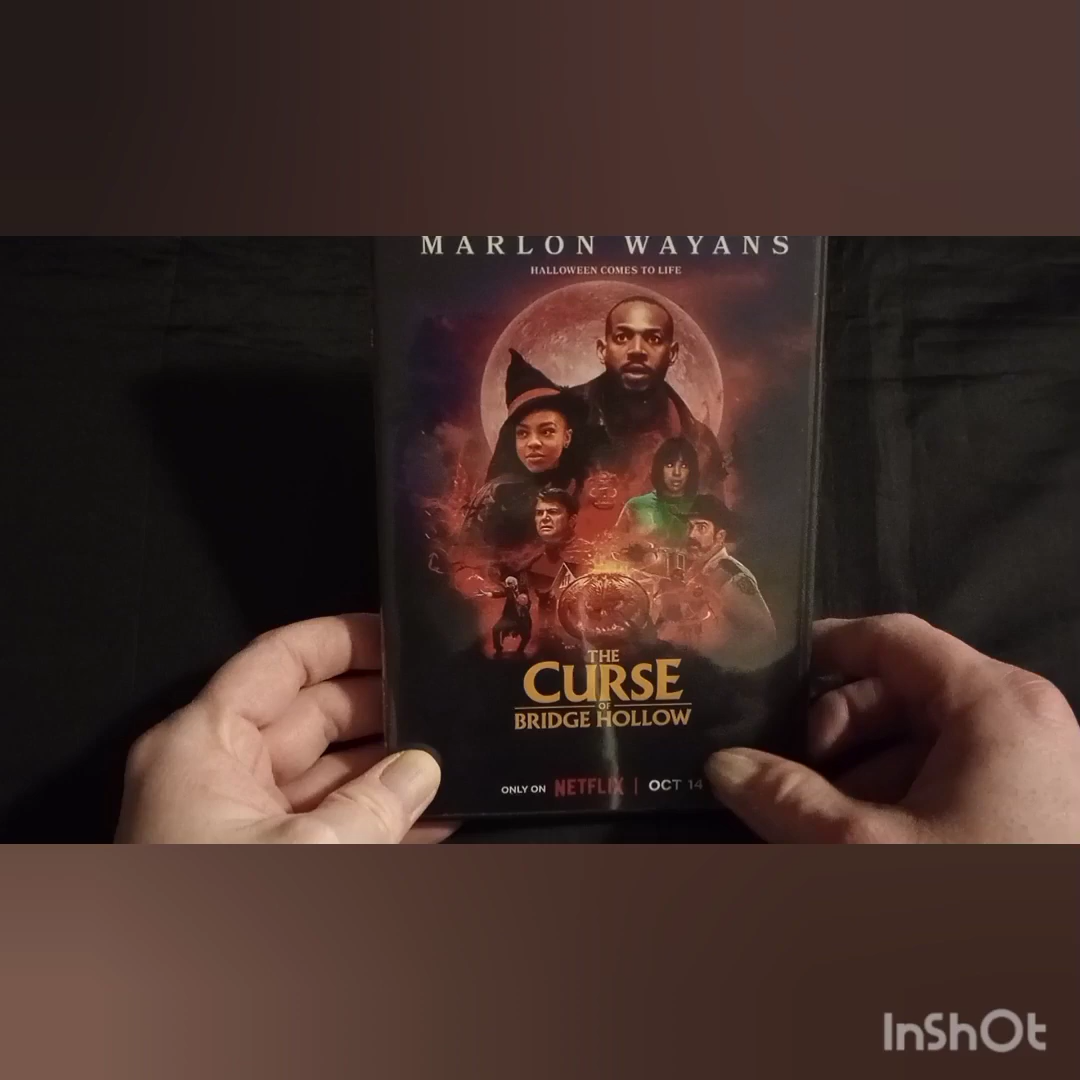 MARLON WAYANS
HALLOWEEN COMES TO LIFE
THE
CURSE
OF
BRIDGE HOLLOW
ONLY ON NETFLIX | OCT 14
InShOt